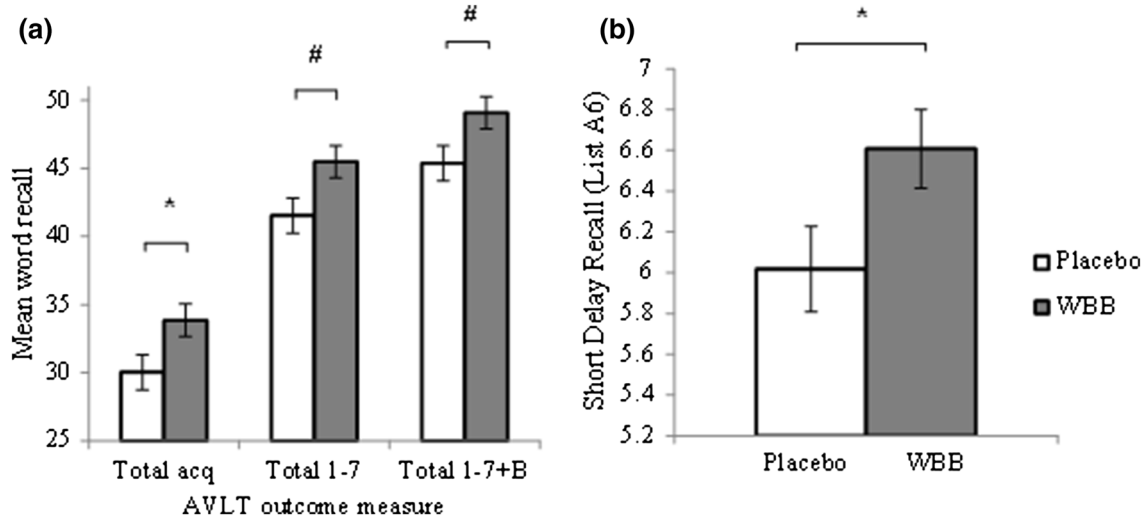 (a)
Mean word recall
50
45
40
35
30
25
*
#
#
Total acq
Total 1-7
Total 1-7+B
AVLT outcome measure
(b)
Short Delay Recall (List A6)
7
6.8
6.6
6.4
6.2
6
5.8
5.6
5.4
5.2
*
Placebo
WBB
Placebo
WBB